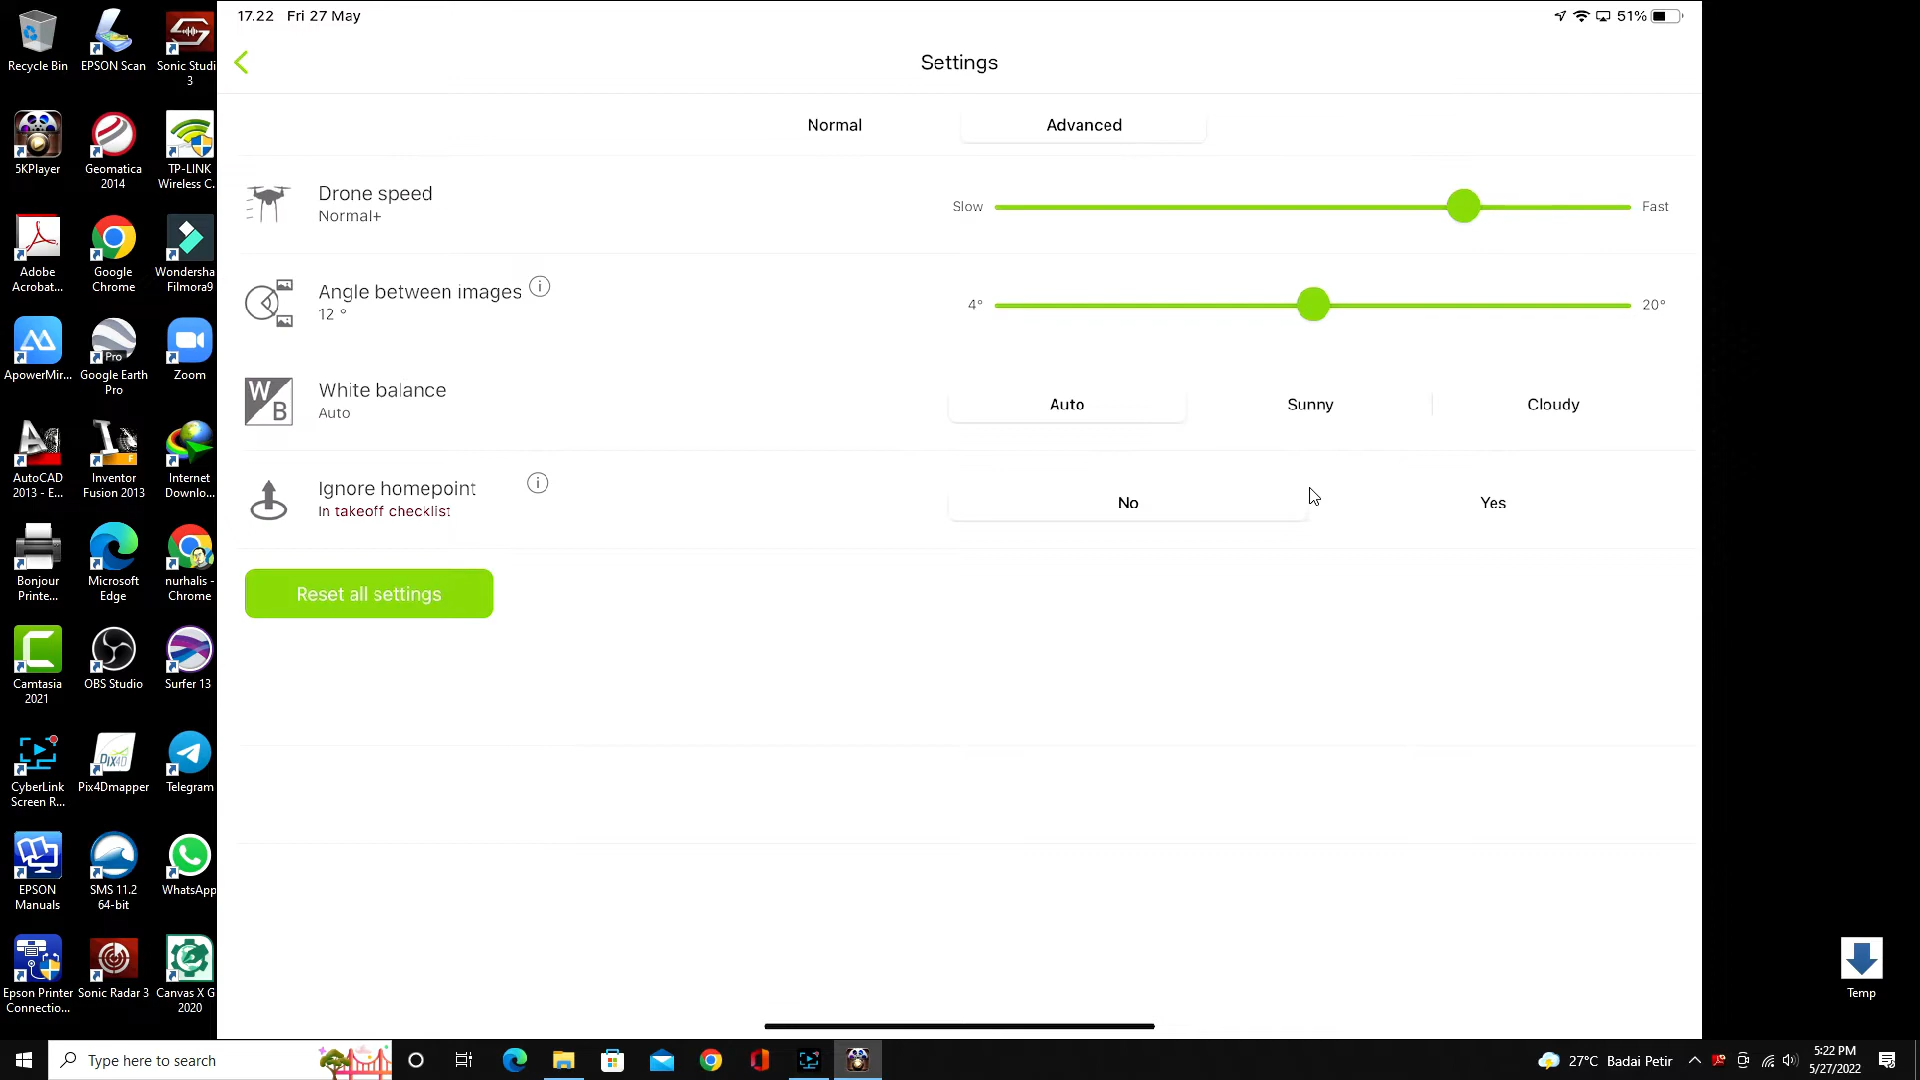 17.22 Fri 27 May
51%
Settings
Normal
Advanced
Drone speed
Normal+
Slow
Fast
Angle between images
12 °
4°
20°
White balance
Auto
Auto
Sunny
Cloudy
Ignore homepoint
In takeoff checklist
No
Yes
Reset all settings
Recycle Bin
EPSON Scan
Sonic Studi
3
5KPlayer
Geomatica
2014
TP-LINK
Wireless C.
Adobe
Acrobat...
Google
Chrome
Wondersha
Filmora9
ApowerMir...
Google Earth
Pro
Zoom
AutoCAD
2013 - E...
Inventor
Fusion 2013
Internet
Downlo...
Bonjour
Printe...
Microsoft
Edge
nurhalis -
Chrome
Camtasia
2021
OBS Studio
Surfer 13
CyberLink
Screen R...
Pix4Dmapper
Telegram
EPSON
Manuals
SMS 11.2
64-bit
WhatsApp
Epson Printer
Connectio...
Sonic Radar 3
Canvas X G
2020
Temp
W
B
Pro
PIX4D
Type here to search
27°C Badai Petir
5:22 PM
5/27/2022